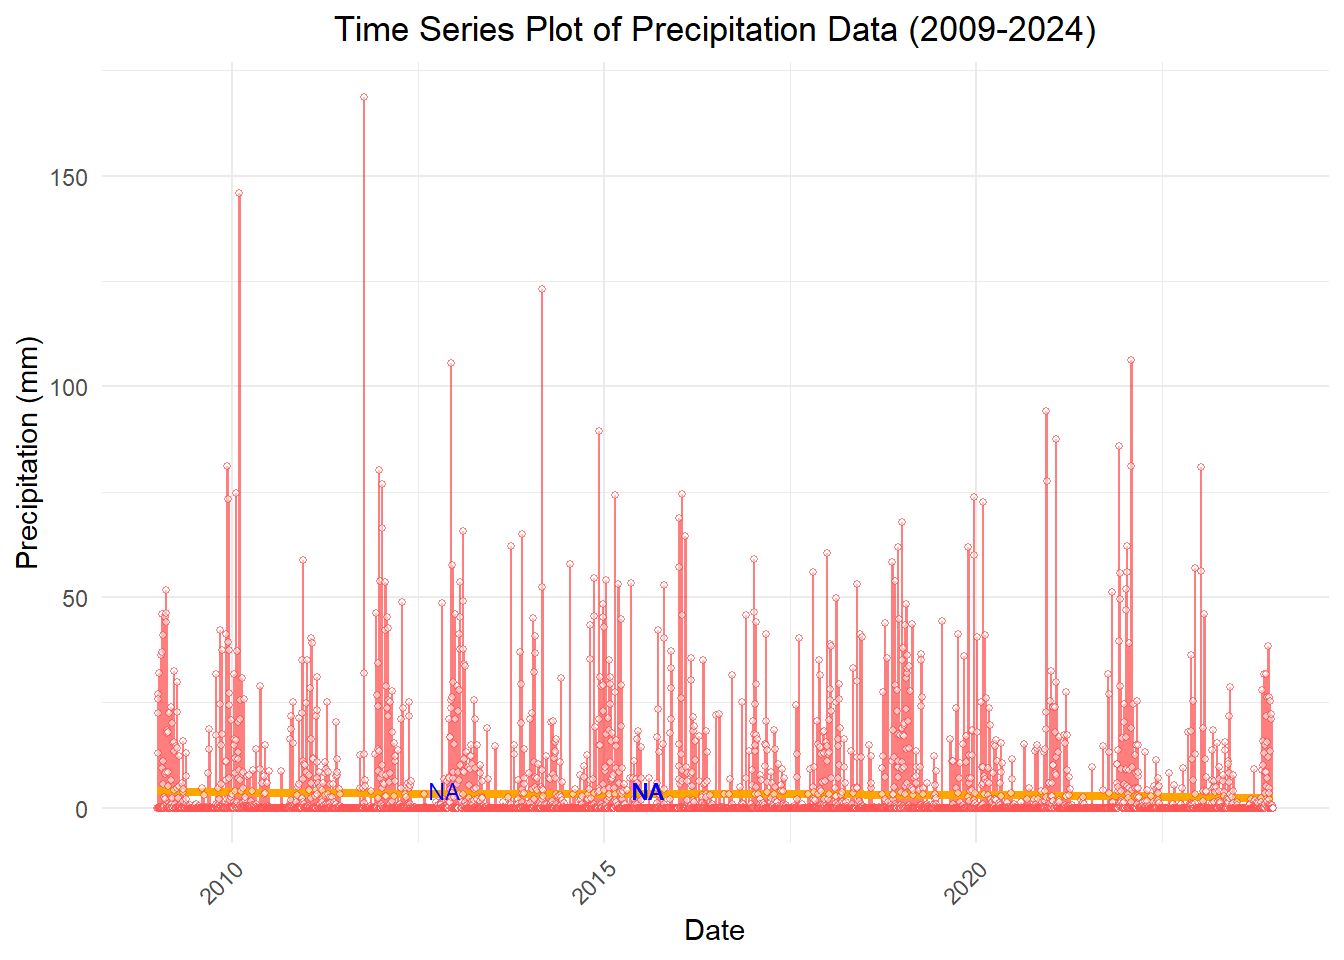 Time Series Plot of Precipitation Data (2009-2024)
Precipitation (mm)
150
100
50
0
NA
NA
2010
2015
2020
Date